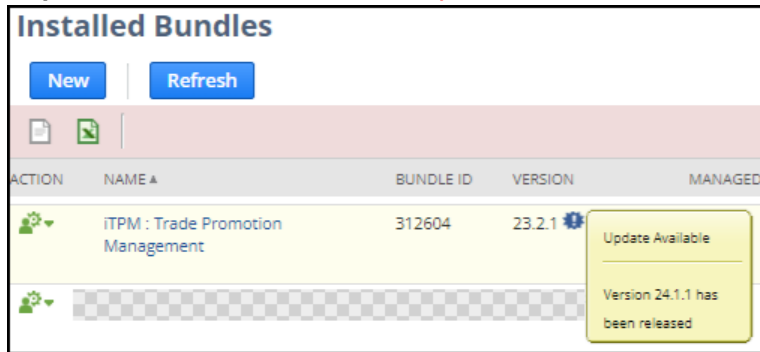 Installed Bundles
New Refresh
ACTION NAME BUNDLE ID VERSION MANAGED
iTPM : Trade Promotion 312604 23.2.1 Update Available
Management
Version 24.1.1 has
been released